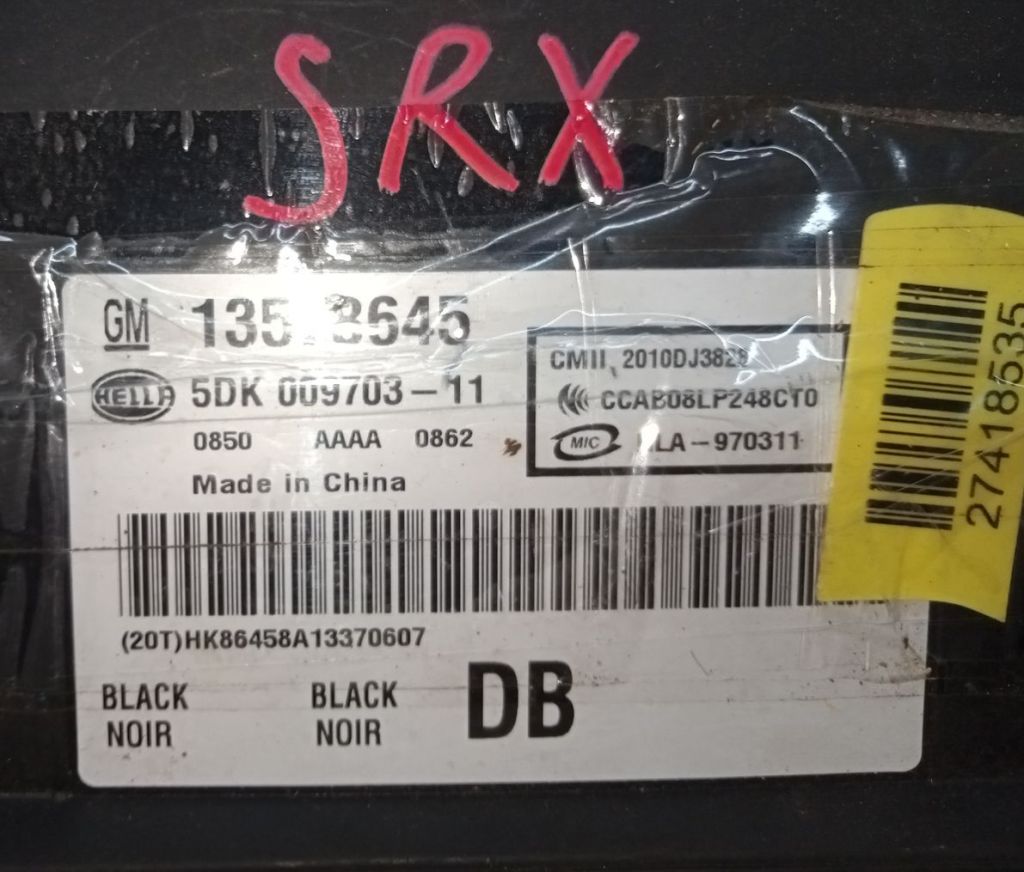 SRX
GM
HELLA 5DK 009703-11
0850 AAAA 0862
Made in China
CMII
CCAB08LP248CT0
MIC
(20T)HK86458A13370607
BLACK BLACK
NOIR NOIR
DB
27418535